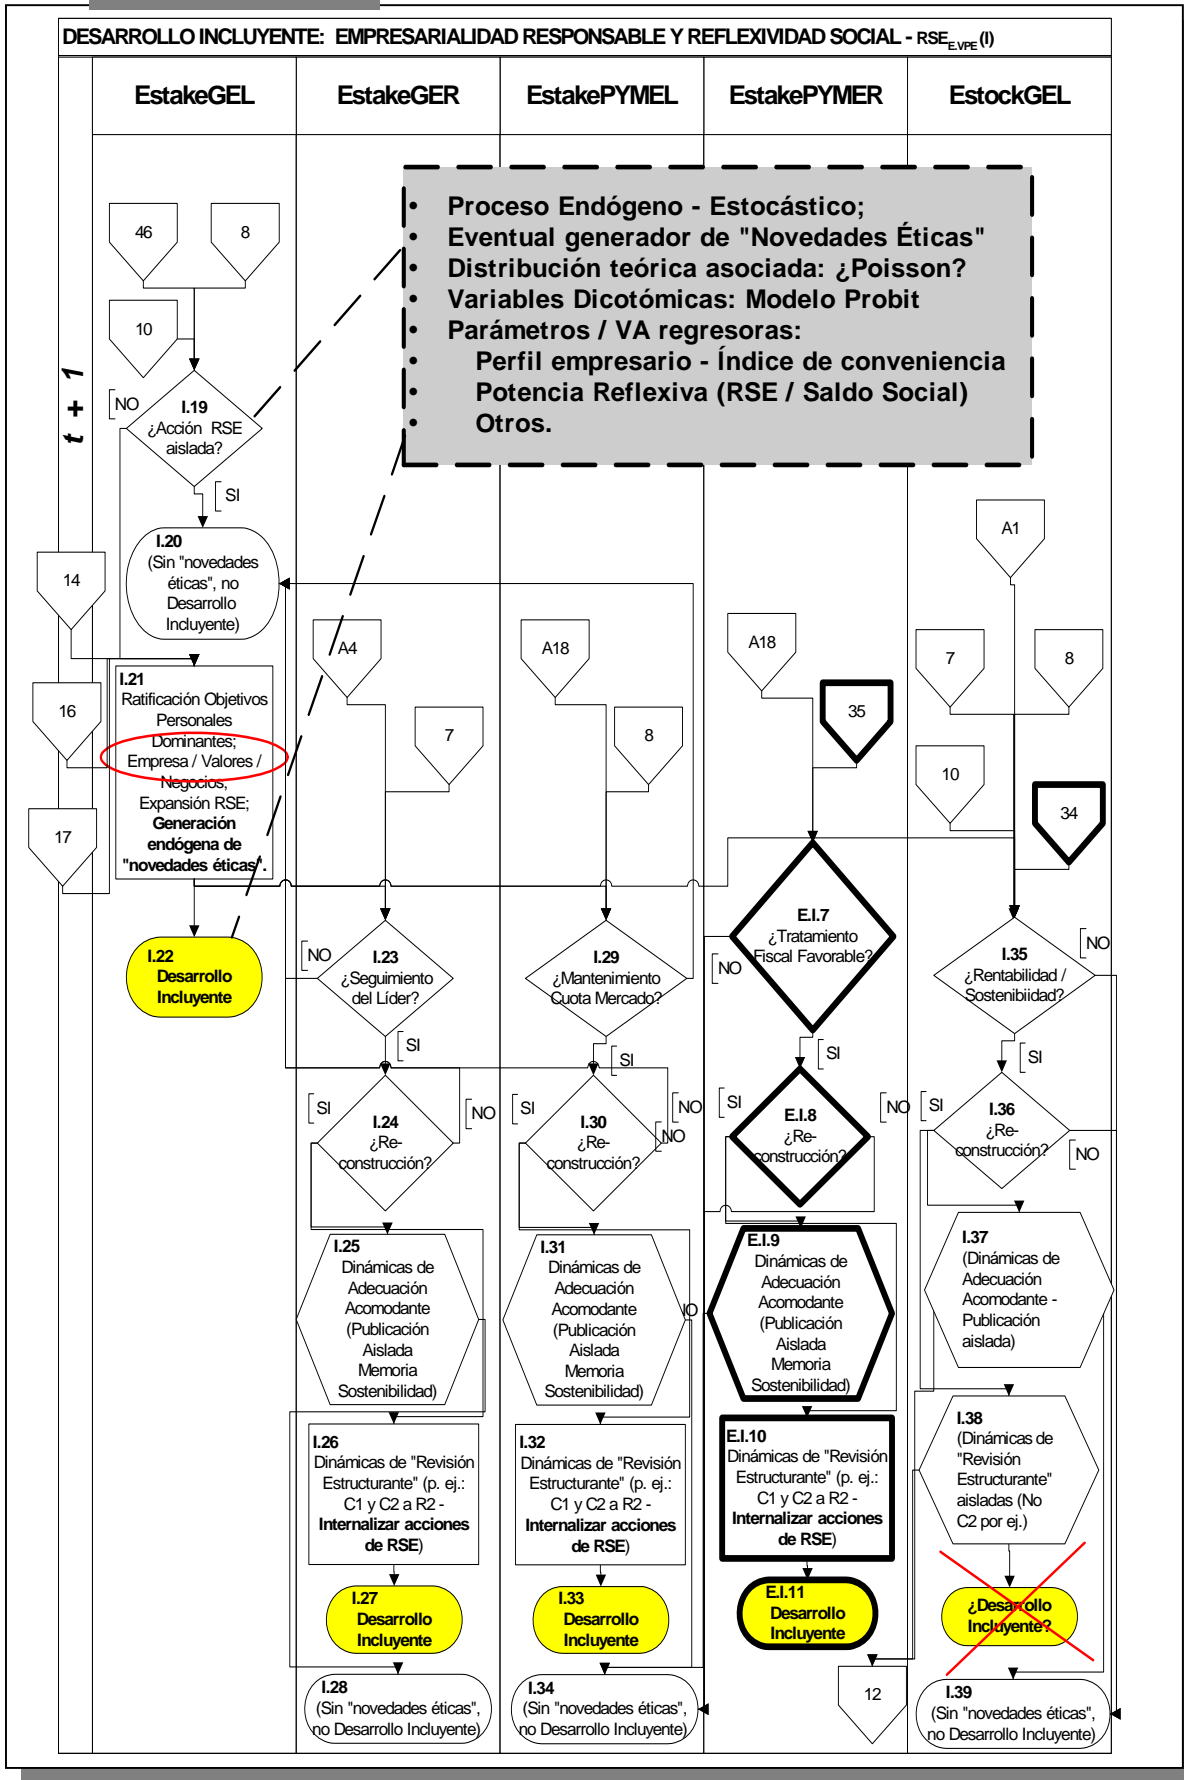 DESARROLLO INCLUYENTE: EMPRESARIALIDAD RESPONSABLE Y REFLEXIVIDAD SOCIAL - RSE E.VPE (I)
EstakeGEL
EstakeGER
EstakePYMEL
EstakePYMER
EstockGEL
t + 1
• Proceso Endógeno - Estocástico;
• Eventual generador de "Novedades Éticas"
• Distribución teórica asociada: ¿Poisson?
• Variables Dicotómicas: Modelo Probit
• Parámetros / VA regresoras:
• Perfil empresario - Índice de conveniencia
• Potencia Reflexiva (RSE / Saldo Social)
• Otros.
46
8
10
NO
I.19
¿Acción RSE
aislada?
SI
I.20
(Sin "novedades
éticas", no
Desarrollo
Incluyente)
14
16
17
I.21
Ratificación Objetivos
Personales
Dominantes;
Empresa / Valores /
Negocios;
Expansión RSE;
Generación
endógena de
"novedades éticas".
I.22
Desarrollo
Incluyente
A4
7
NO
I.23
¿Seguimiento
del Líder?
SI
SI
I.24
¿Re-
construcción?
NO
I.25
Dinámicas de
Adecuación
Acomodante
(Publicación
Aislada
Memoria
Sostenibilidad)
I.26
Dinámicas de "Revisión
Estructurante" (p. ej.:
C1 y C2 a R2 -
Internalizar acciones
de RSE)
I.27
Desarrollo
Incluyente
I.28
(Sin "novedades éticas",
no Desarrollo Incluyente)
A18
8
I.29
¿Mantenimiento
Cuota Mercado?
SI
SI
I.30
¿Re-
construcción?
NO
NO
I.31
Dinámicas de
Adecuación
Acomodante
(Publicación
Aislada
Memoria
Sostenibilidad)
I.32
Dinámicas de "Revisión
Estructurante" (p. ej.:
C1 y C2 a R2 -
Internalizar acciones
de RSE)
I.33
Desarrollo
Incluyente
I.34
(Sin "novedades éticas",
no Desarrollo Incluyente)
A18
35
E.I.7
¿Tratamiento
Fiscal Favorable?
NO
SI
SI
E.I.8
¿Re-
construcción?
NO
E.I.9
Dinámicas de
Adecuación
Acomodante
(Publicación
Aislada
Memoria
Sostenibilidad)
E.I.10
Dinámicas de "Revisión
Estructurante" (p. ej.:
C1 y C2 a R2 -
Internalizar acciones
de RSE)
E.I.11
Desarrollo
Incluyente
12
A1
7
8
10
34
I.35
¿Rentabilidad /
Sostenibiidad?
NO
SI
SI
I.36
¿Re-
construcción?
NO
I.37
(Dinámicas de
Adecuación
Acomodante -
Publicación
aislada)
I.38
(Dinámicas de
"Revisión
Estructurante"
aisladas (No
C2 por ej.)
¿Desarrollo
Incluyente?
I.39
(Sin "novedades éticas",
no Desarrollo Incluyente)